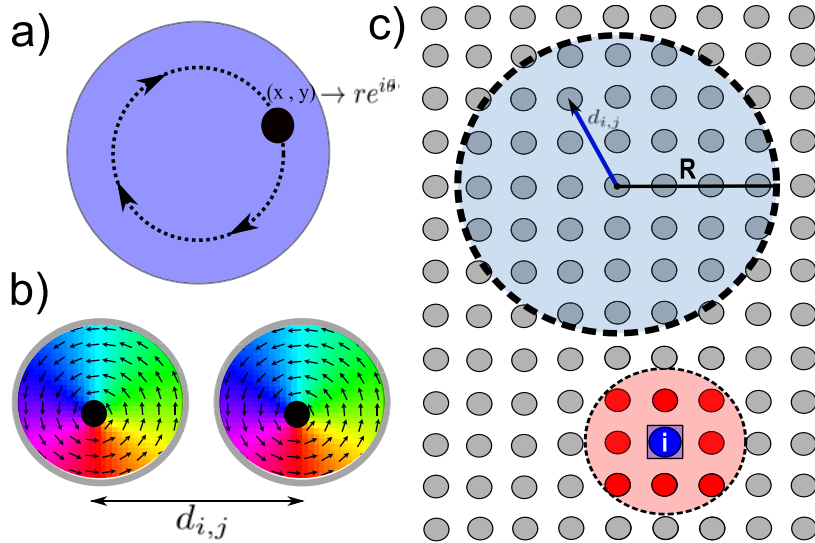 a)
(x , y) → re^{iθ}
b)
d_{i,j}
c)
d_{i,j}
R
i